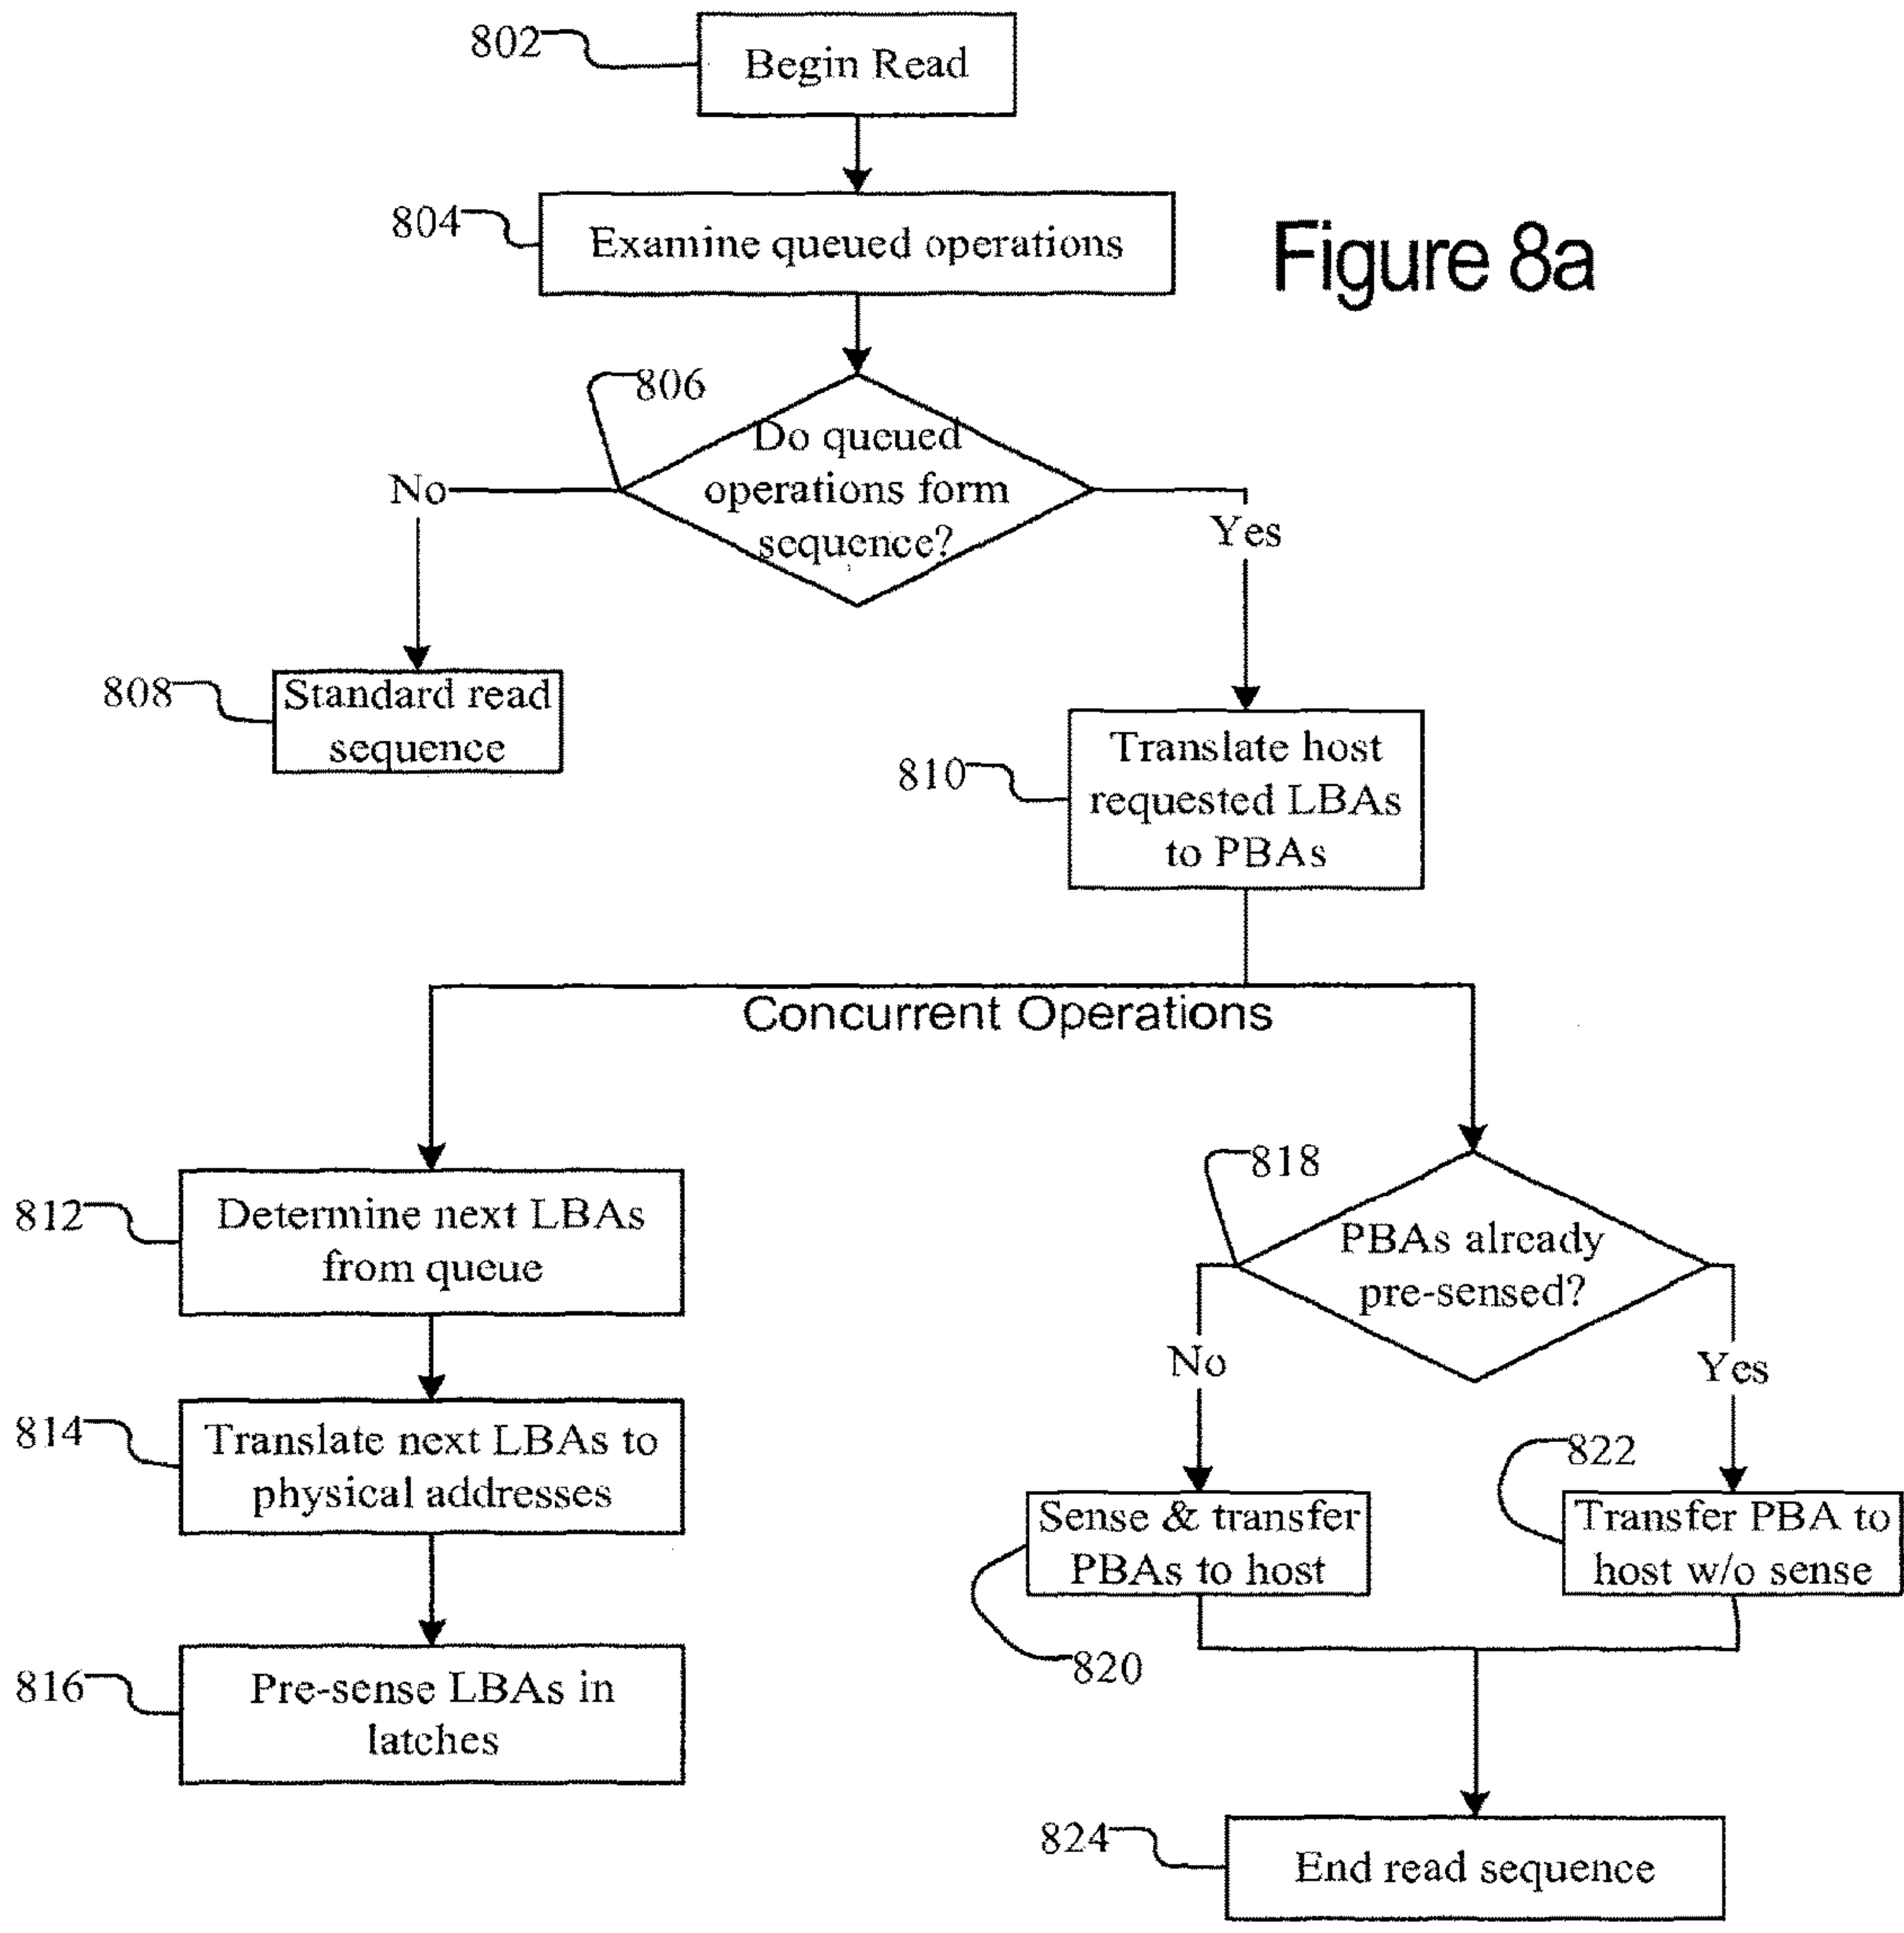 802
Begin Read
804
Examine queued operations
Figure 8a
806
Do queued
operations form
sequence?
No
Yes
808
Standard read
sequence
810
Translate host
requested LBAs
to PBAs
Concurrent Operations
812
Determine next LBAs
from queue
814
Translate next LBAs to
physical addresses
816
Pre-sense LBAs in
latches
818
PBAs already
pre-sensed?
No
Yes
822
Sense & transfer
PBAs to host
Transfer PBA to
host w/o sense
820
824
End read sequence